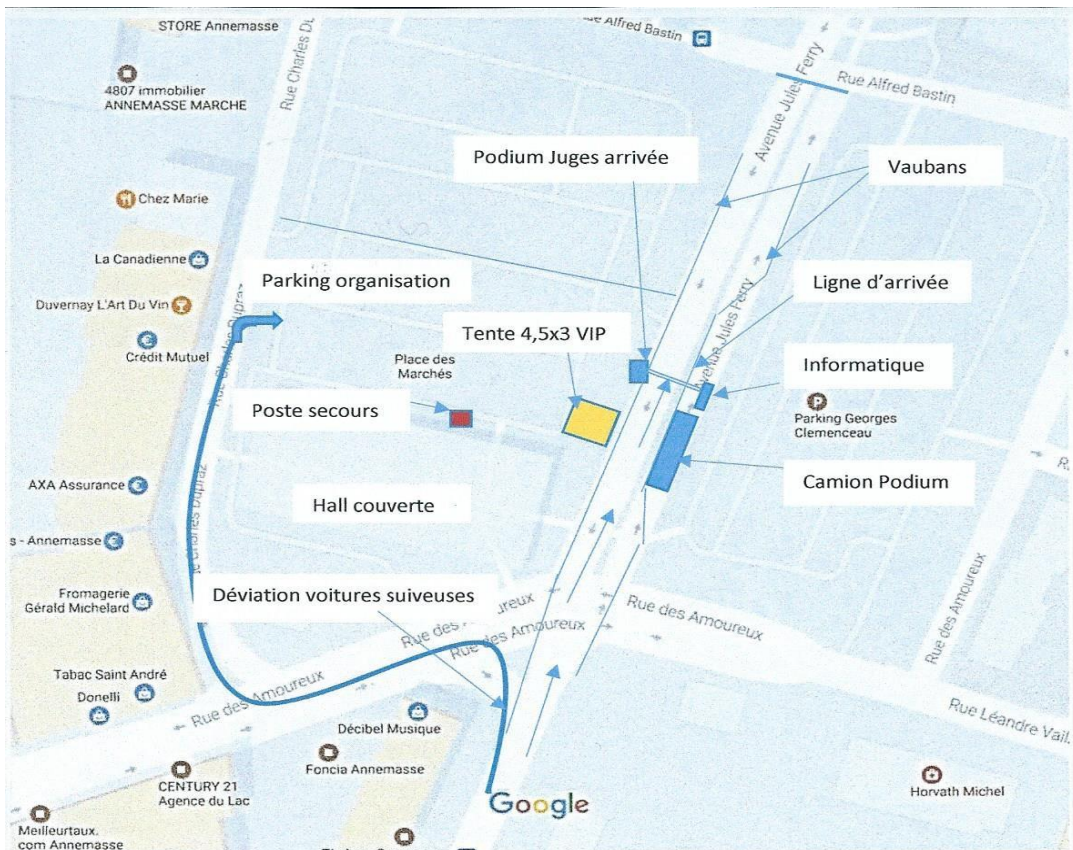 STORE Annemasse
4807 immobilier
ANNEMASSE MARCHE
Rue Charles Du
Alfred Bastin
Rue Alfred Bastin
Avenue Jules Ferry
Podium Juges arrivée
Vaubans
Chez Marie
La Canadienne
Parking organisation
Ligne d'arrivée
Duvernay L'Art Du Vin
Crédit Mutuel
Rue Charles Dupraz
Tente 4,5x3 VIP
Avenue Jules Ferry
Place des
Marchés
Informatique
Poste secours
Parking Georges
Clemenceau
AXA Assurance
Camion Podium
Hall couverte
s - Annemasse
Charles Dupraz
Fromagerie
Gérald Michelard
Déviation voitures suiveuses
Rue des Amoureux
Rue des Amoureux
Rue des Amoureux
Rue des Amoureux
Tabac Saint André
Donelli
Rue des Amoureux
Décibel Musique
Rue Léandre Vail.
Foncia Annemasse
CENTURY 21
Agence du Lac
Google
Horvath Michel
Meilleurtaux.
com Annemasse